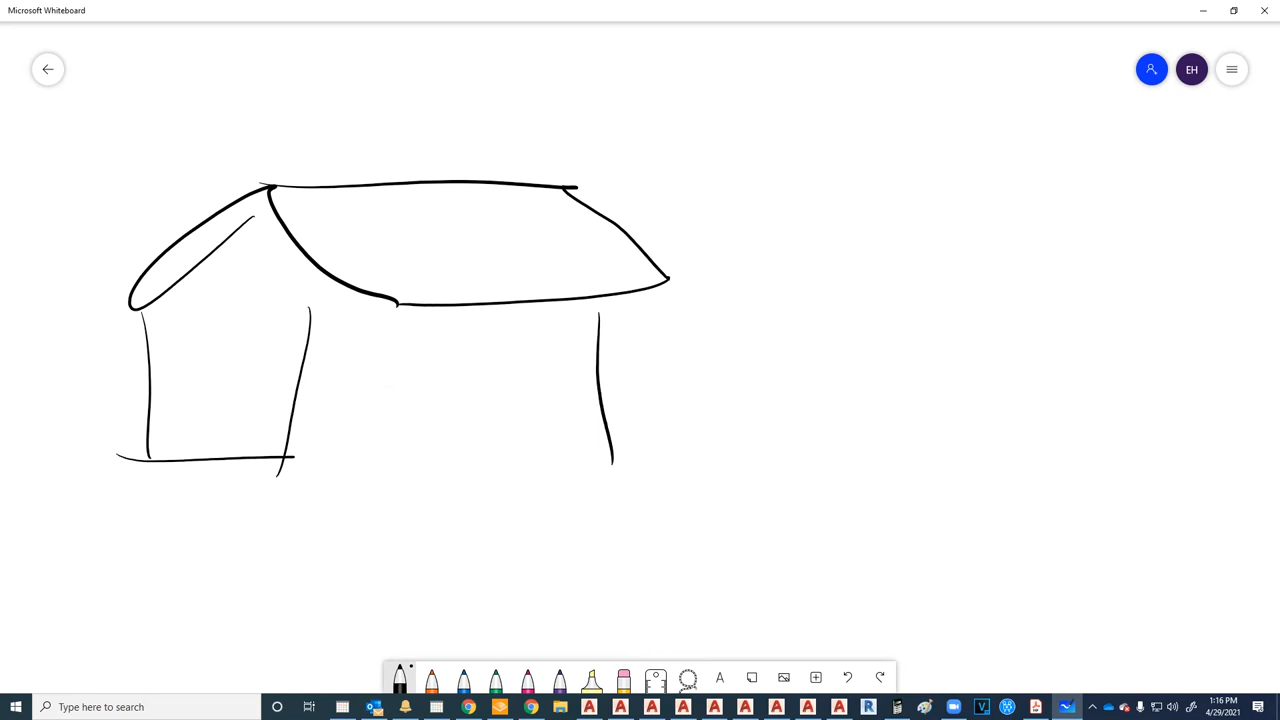 Microsoft Whiteboard
EH
A
Type here to search
1:16 PM
4/29/2021